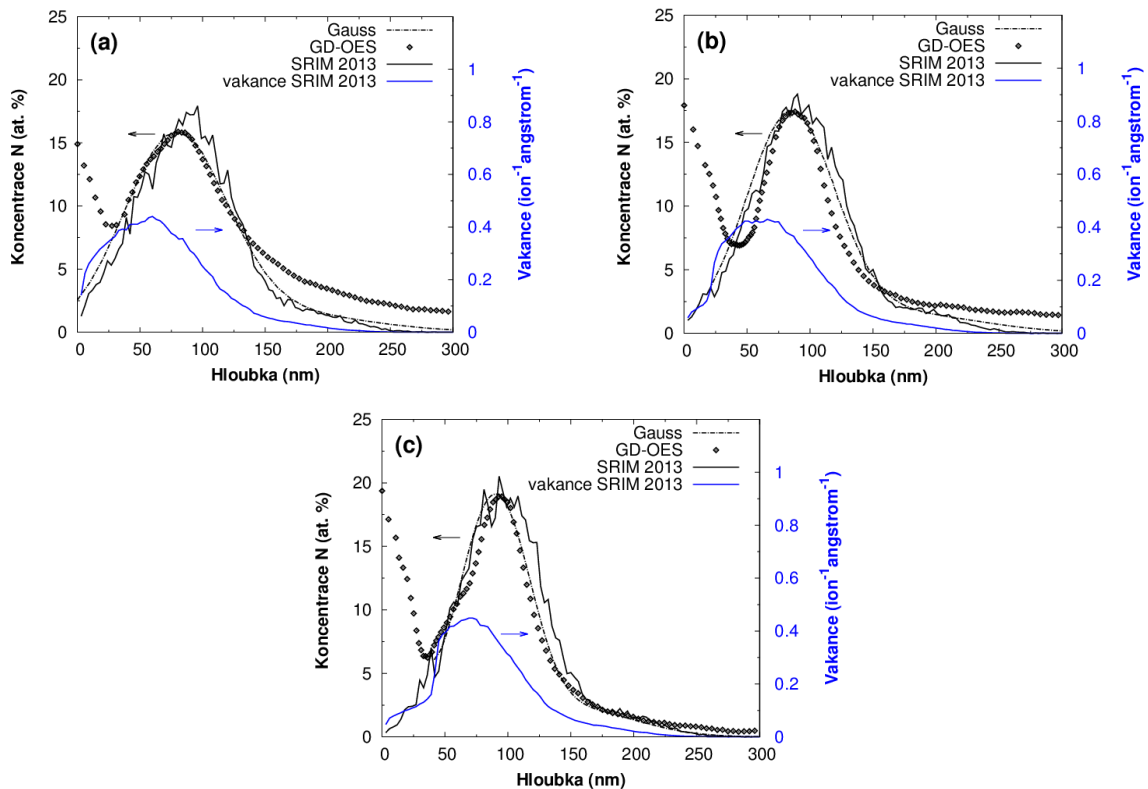 (a)
Gauss
GD-OES
SRIM 2013
vakance SRIM 2013
Koncentrace N (at. %)
0
5
10
15
20
25
0
0.2
0.4
0.6
0.8
1
Vakance (ion⁻¹angstrom⁻¹)
0 50 100 150 200 250 300
Hloubka (nm)
(b)
Gauss
GD-OES
SRIM 2013
vakance SRIM 2013
Koncentrace N (at. %)
0
5
10
15
20
25
0
0.2
0.4
0.6
0.8
1
Vakance (ion⁻¹angstrom⁻¹)
0 50 100 150 200 250 300
Hloubka (nm)
(c)
Gauss
GD-OES
SRIM 2013
vakance SRIM 2013
Koncentrace N (at. %)
0
5
10
15
20
25
0
0.2
0.4
0.6
0.8
1
Vakance (ion⁻¹angstrom⁻¹)
0 50 100 150 200 250 300
Hloubka (nm)